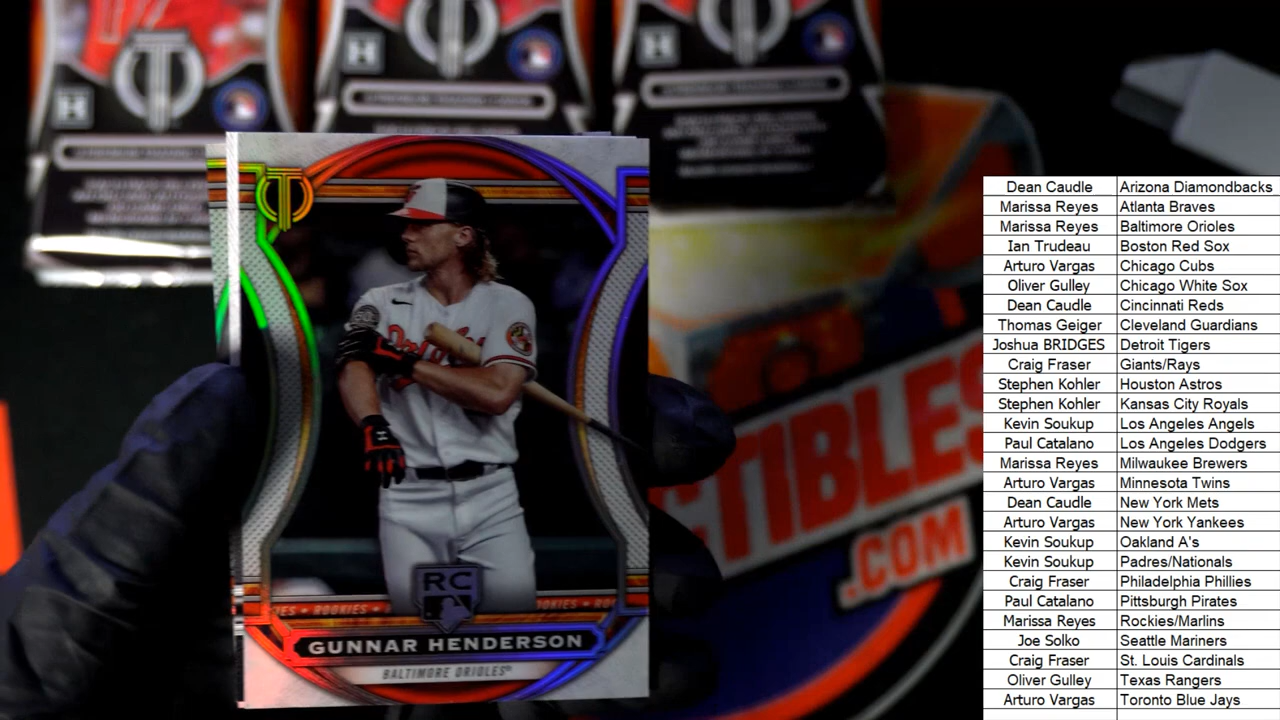 H
H
H
T
RC
IES • ROOKIES •
ROOKIES • RO
GUNNAR HENDERSON
BALTIMORE ORIOLES
CTIBLES
.COM
Dean Caudle Arizona Diamondbacks
Marissa Reyes Atlanta Braves
Marissa Reyes Baltimore Orioles
Ian Trudeau Boston Red Sox
Arturo Vargas Chicago Cubs
Oliver Gulley Chicago White Sox
Dean Caudle Cincinnati Reds
Thomas Geiger Cleveland Guardians
Joshua BRIDGES Detroit Tigers
Craig Fraser Giants/Rays
Stephen Kohler Houston Astros
Stephen Kohler Kansas City Royals
Kevin Soukup Los Angeles Angels
Paul Catalano Los Angeles Dodgers
Marissa Reyes Milwaukee Brewers
Arturo Vargas Minnesota Twins
Dean Caudle New York Mets
Arturo Vargas New York Yankees
Kevin Soukup Oakland A's
Kevin Soukup Padres/Nationals
Craig Fraser Philadelphia Phillies
Paul Catalano Pittsburgh Pirates
Marissa Reyes Rockies/Marlins
Joe Solko Seattle Mariners
Craig Fraser St. Louis Cardinals
Oliver Gulley Texas Rangers
Arturo Vargas Toronto Blue Jays